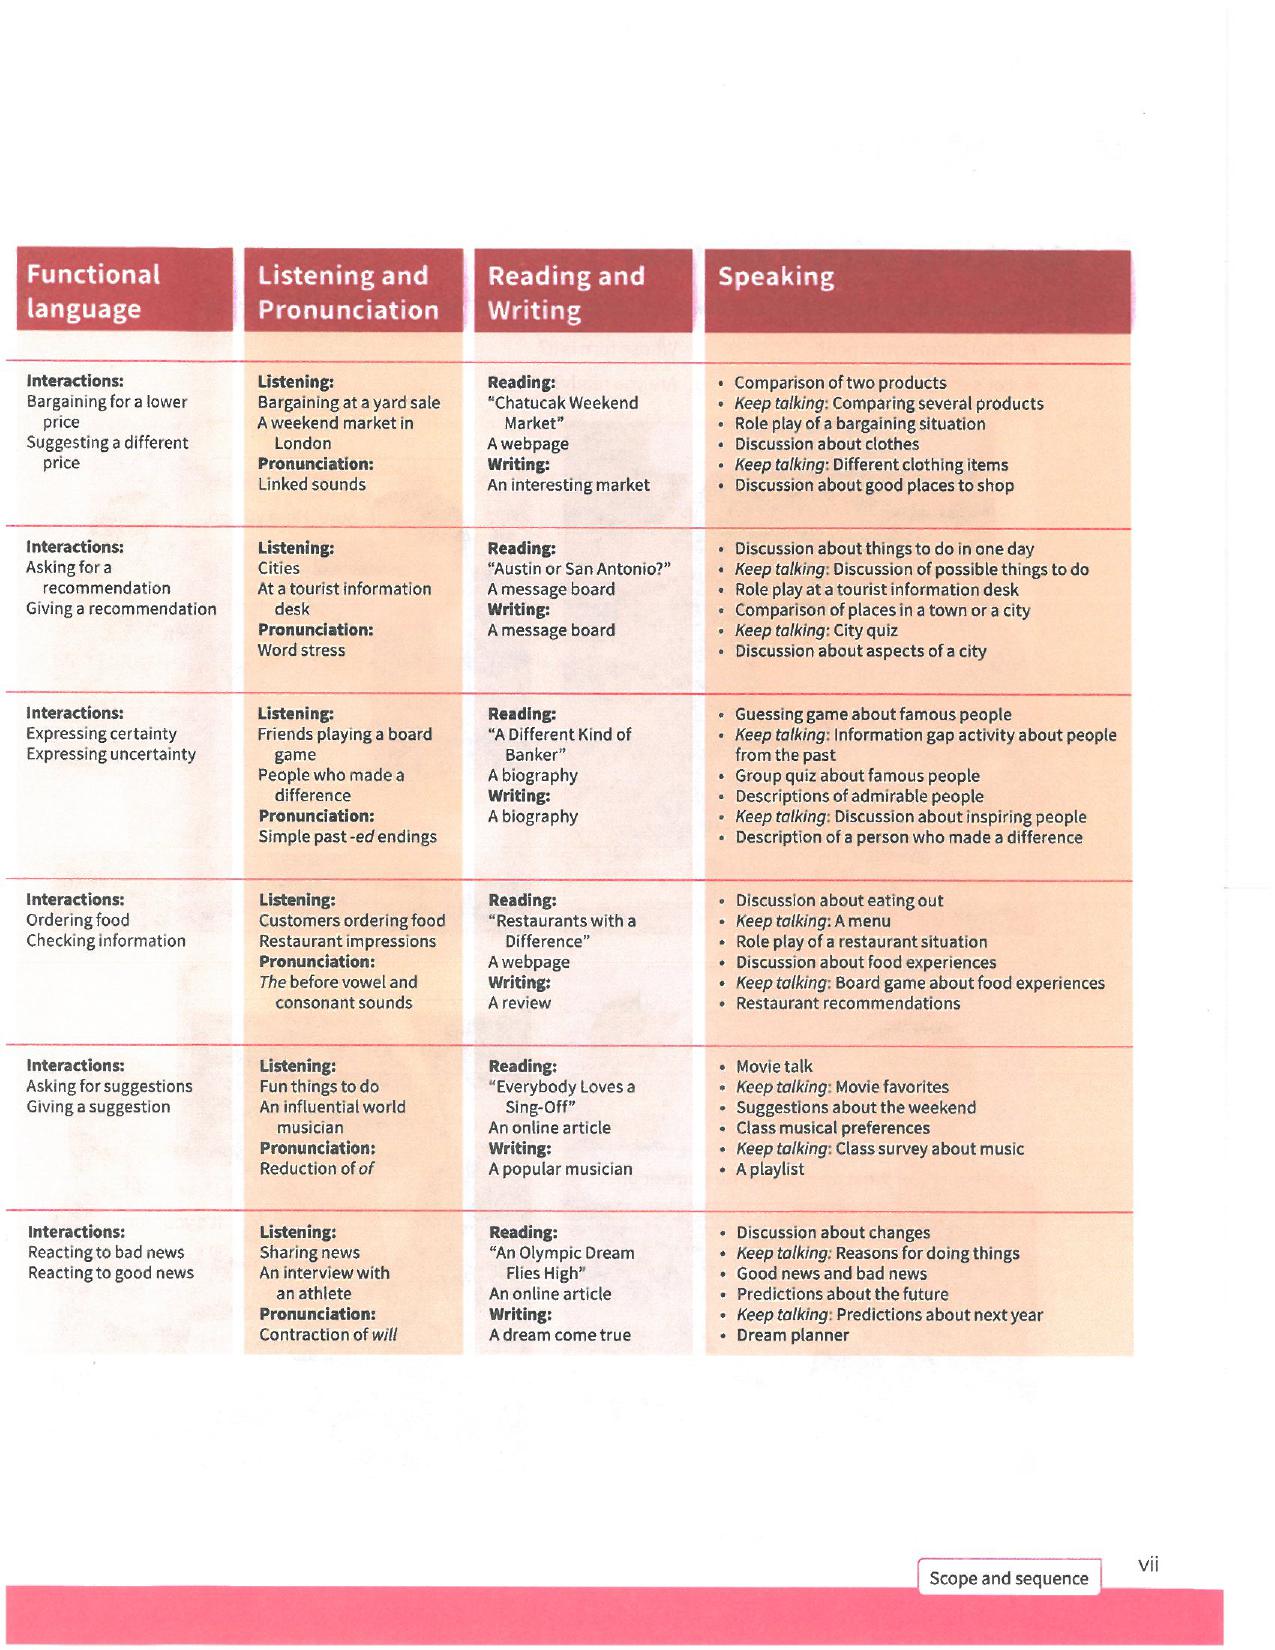 Functional
language
Listening and
Pronunciation
Reading and
Writing
Speaking
Interactions:
Bargaining for a lower
price
Suggesting a different
price
Listening:
Bargaining at a yard sale
A weekend market in
London
Pronunciation:
Linked sounds
Reading:
"Chatucak Weekend
Market"
A webpage
Writing:
An interesting market
• Comparison of two products
• Keep talking: Comparing several products
• Role play of a bargaining situation
• Discussion about clothes
• Keep talking: Different clothing items
• Discussion about good places to shop
Interactions:
Asking for a
recommendation
Giving a recommendation
Listening:
Cities
At a tourist information
desk
Pronunciation:
Word stress
Reading:
"Austin or San Antonio?"
A message board
Writing:
A message board
• Discussion about things to do in one day
• Keep talking: Discussion of possible things to do
• Role play at a tourist information desk
• Comparison of places in a town or a city
• Keep talking: City quiz
• Discussion about aspects of a city
Interactions:
Expressing certainty
Expressing uncertainty
Listening:
Friends playing a board
game
People who made a
difference
Pronunciation:
Simple past -ed endings
Reading:
"A Different Kind of
Banker"
A biography
Writing:
A biography
• Guessing game about famous people
• Keep talking: Information gap activity about people
from the past
• Group quiz about famous people
• Descriptions of admirable people
• Keep talking: Discussion about inspiring people
• Description of a person who made a difference
Interactions:
Ordering food
Checking information
Listening:
Customers ordering food
Restaurant impressions
Pronunciation:
The before vowel and
consonant sounds
Reading:
"Restaurants with a
Difference"
A webpage
Writing:
A review
• Discussion about eating out
• Keep talking: A menu
• Role play of a restaurant situation
• Discussion about food experiences
• Keep talking: Board game about food experiences
• Restaurant recommendations
Interactions:
Asking for suggestions
Giving a suggestion
Listening:
Fun things to do
An influential world
musician
Pronunciation:
Reduction of of
Reading:
"Everybody Loves a
Sing-Off"
An online article
Writing:
A popular musician
• Movie talk
• Keep talking: Movie favorites
• Suggestions about the weekend
• Class musical preferences
• Keep talking: Class survey about music
• A playlist
Interactions:
Reacting to bad news
Reacting to good news
Listening:
Sharing news
An interview with
an athlete
Pronunciation:
Contraction of will
Reading:
"An Olympic Dream
Flies High"
An online article
Writing:
A dream come true
• Discussion about changes
• Keep talking: Reasons for doing things
• Good news and bad news
• Predictions about the future
• Keep talking: Predictions about next year
• Dream planner
Scope and sequence
vii